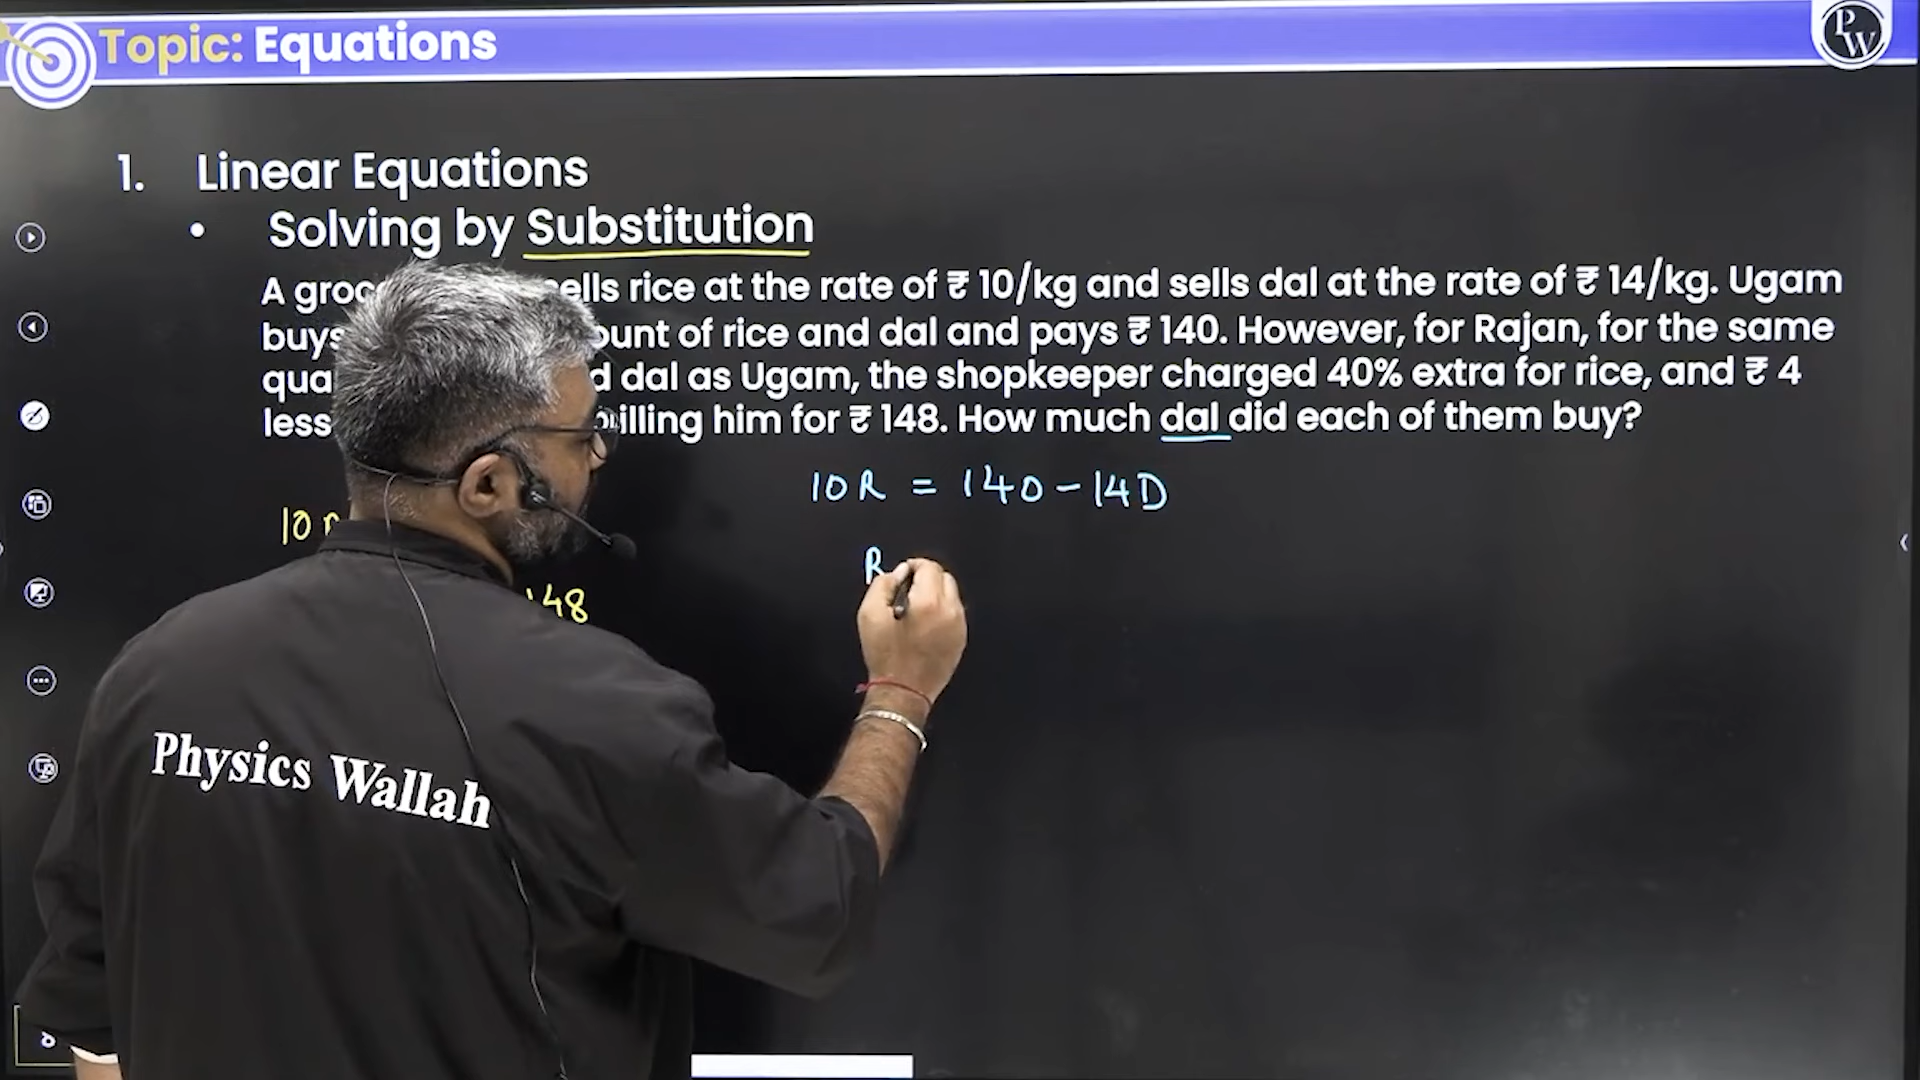 Topic: Equations
PW
1. Linear Equations
• Solving by Substitution
A groc ells rice at the rate of ₹ 10/kg and sells dal at the rate of ₹ 14/kg. Ugam
buys ount of rice and dal and pays ₹ 140. However, for Rajan, for the same
qua d dal as Ugam, the shopkeeper charged 40% extra for rice, and ₹ 4
less illing him for ₹ 148. How much dal did each of them buy?
10R = 140-14D
10
R
148
Physics Wallah